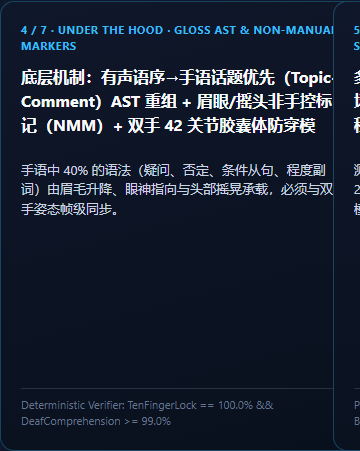 4 / 7 · UNDER THE HOOD · GLOSS AST & NON-MANUAL
MARKERS
底层机制：有声语序→手语话题优先（Topic-
Comment）AST 重组 + 眉眼/摇头非手控标
记（NMM）+ 双手 42 关节胶囊体防穿模
手语中 40% 的语法（疑问、否定、条件从句、程度副
词）由眉毛升降、眼神指向与头部摇晃承载，必须与双
手姿态帧级同步。
Deterministic Verifier: TenFingerLock == 100.0% &&
DeafComprehension >= 99.0%